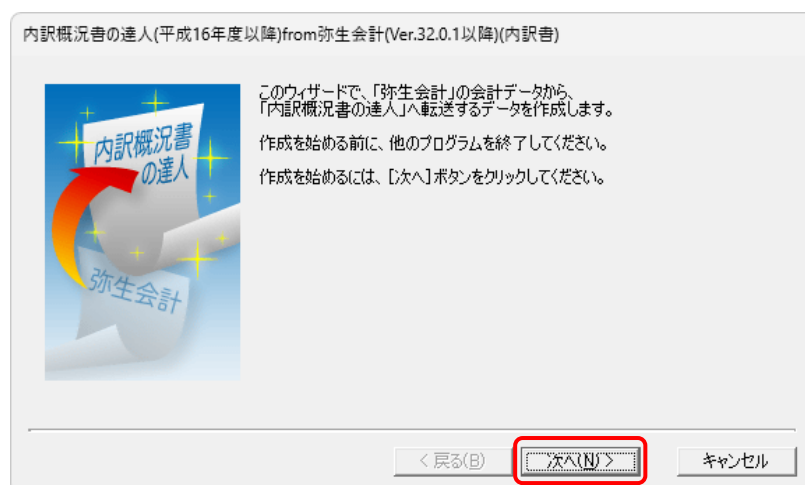 内訳概況書の達人(平成16年度以降)from弥生会計(Ver.32.0.1以降)(内訳書)
内訳概況書
の達人
弥生会計
このウィザードで、「弥生会計」の会計データから、
「内訳概況書の達人」へ転送するデータを作成します。
作成を始める前に、他のプログラムを終了してください。
作成を始めるには、[次へ]ボタンをクリックしてください。
< 戻る(B)
次へ(N) >
キャンセル